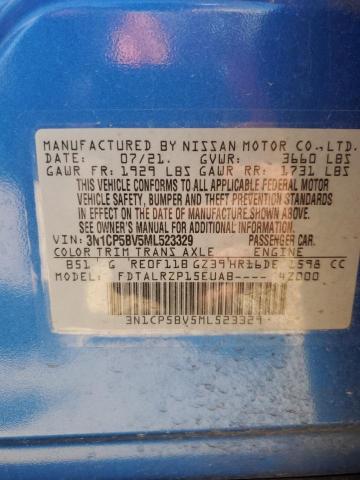 MANUFACTURED BY NISSAN MOTOR CO.,LTD.
DATE: 07/21. GVWR: 3660 LBS
GAWR FR: 1929 LBS GAWR RR: 1731 LBS
THIS VEHICLE CONFORMS TO ALL APPLICABLE FEDERAL MOTOR
VEHICLE SAFETY, BUMPER, AND THEFT PREVENTION STANDARDS
IN EFFECT ON THE DATE OF MANUFACTURE SHOWN ABOVE.
SEE OWNER'S MANUAL FOR ADDITIONAL INFORMATION.
VIN: 3N1CP5BV5ML523329 PASSENGER CAR.
COLOR TRIM TRANS AXLE ENGINE
B51 G RE0F11B GZ39 HR16DE 1598 CC
MODEL: FDTALRZP15EUAB---- 4Z000
3N1CP5BV5ML523329